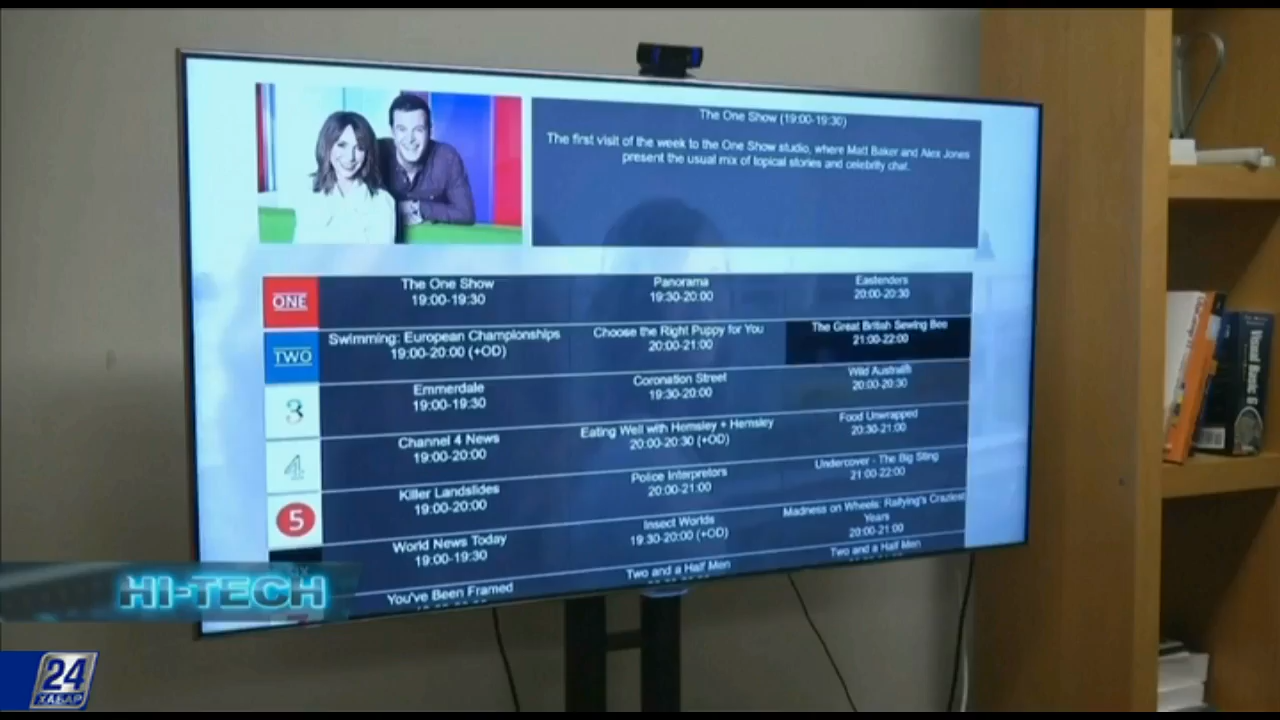 The One Show (19:00-19:30)
The first visit of the week to the One Show studio, where Matt Baker and Alex Jones
present the usual mix of topical stories and celebrity chat.
ONE
The One Show
19:00-19:30
Panorama
19:30-20:00
Eastenders
20:00-20:30
TWO
Swimming: European Championships
19:00-20:00 (+OD)
Choose the Right Puppy for You
20:00-21:00
The Great British Sewing Bee
21:00-22:00
3
Emmerdale
19:00-19:30
Coronation Street
19:30-20:00
Wild Australia
20:00-20:30
4
Channel 4 News
19:00-20:00
Eating Well with Hemsley + Hemsley
20:00-20:30 (+OD)
Food Unwrapped
20:30-21:00
5
Killer Landslides
19:00-20:00
Police Interpretors
20:00-21:00
Undercover - The Big Sting
21:00-22:00
World News Today
19:00-19:30
Insect Worlds
19:30-20:00 (+OD)
Madness on Wheels: Rallying's Craziest
Years
20:00-21:00
You've Been Framed
Two and a Half Men
Two and a Half Men
Visual Basic 6
HI-TECH
24
ХАБАР